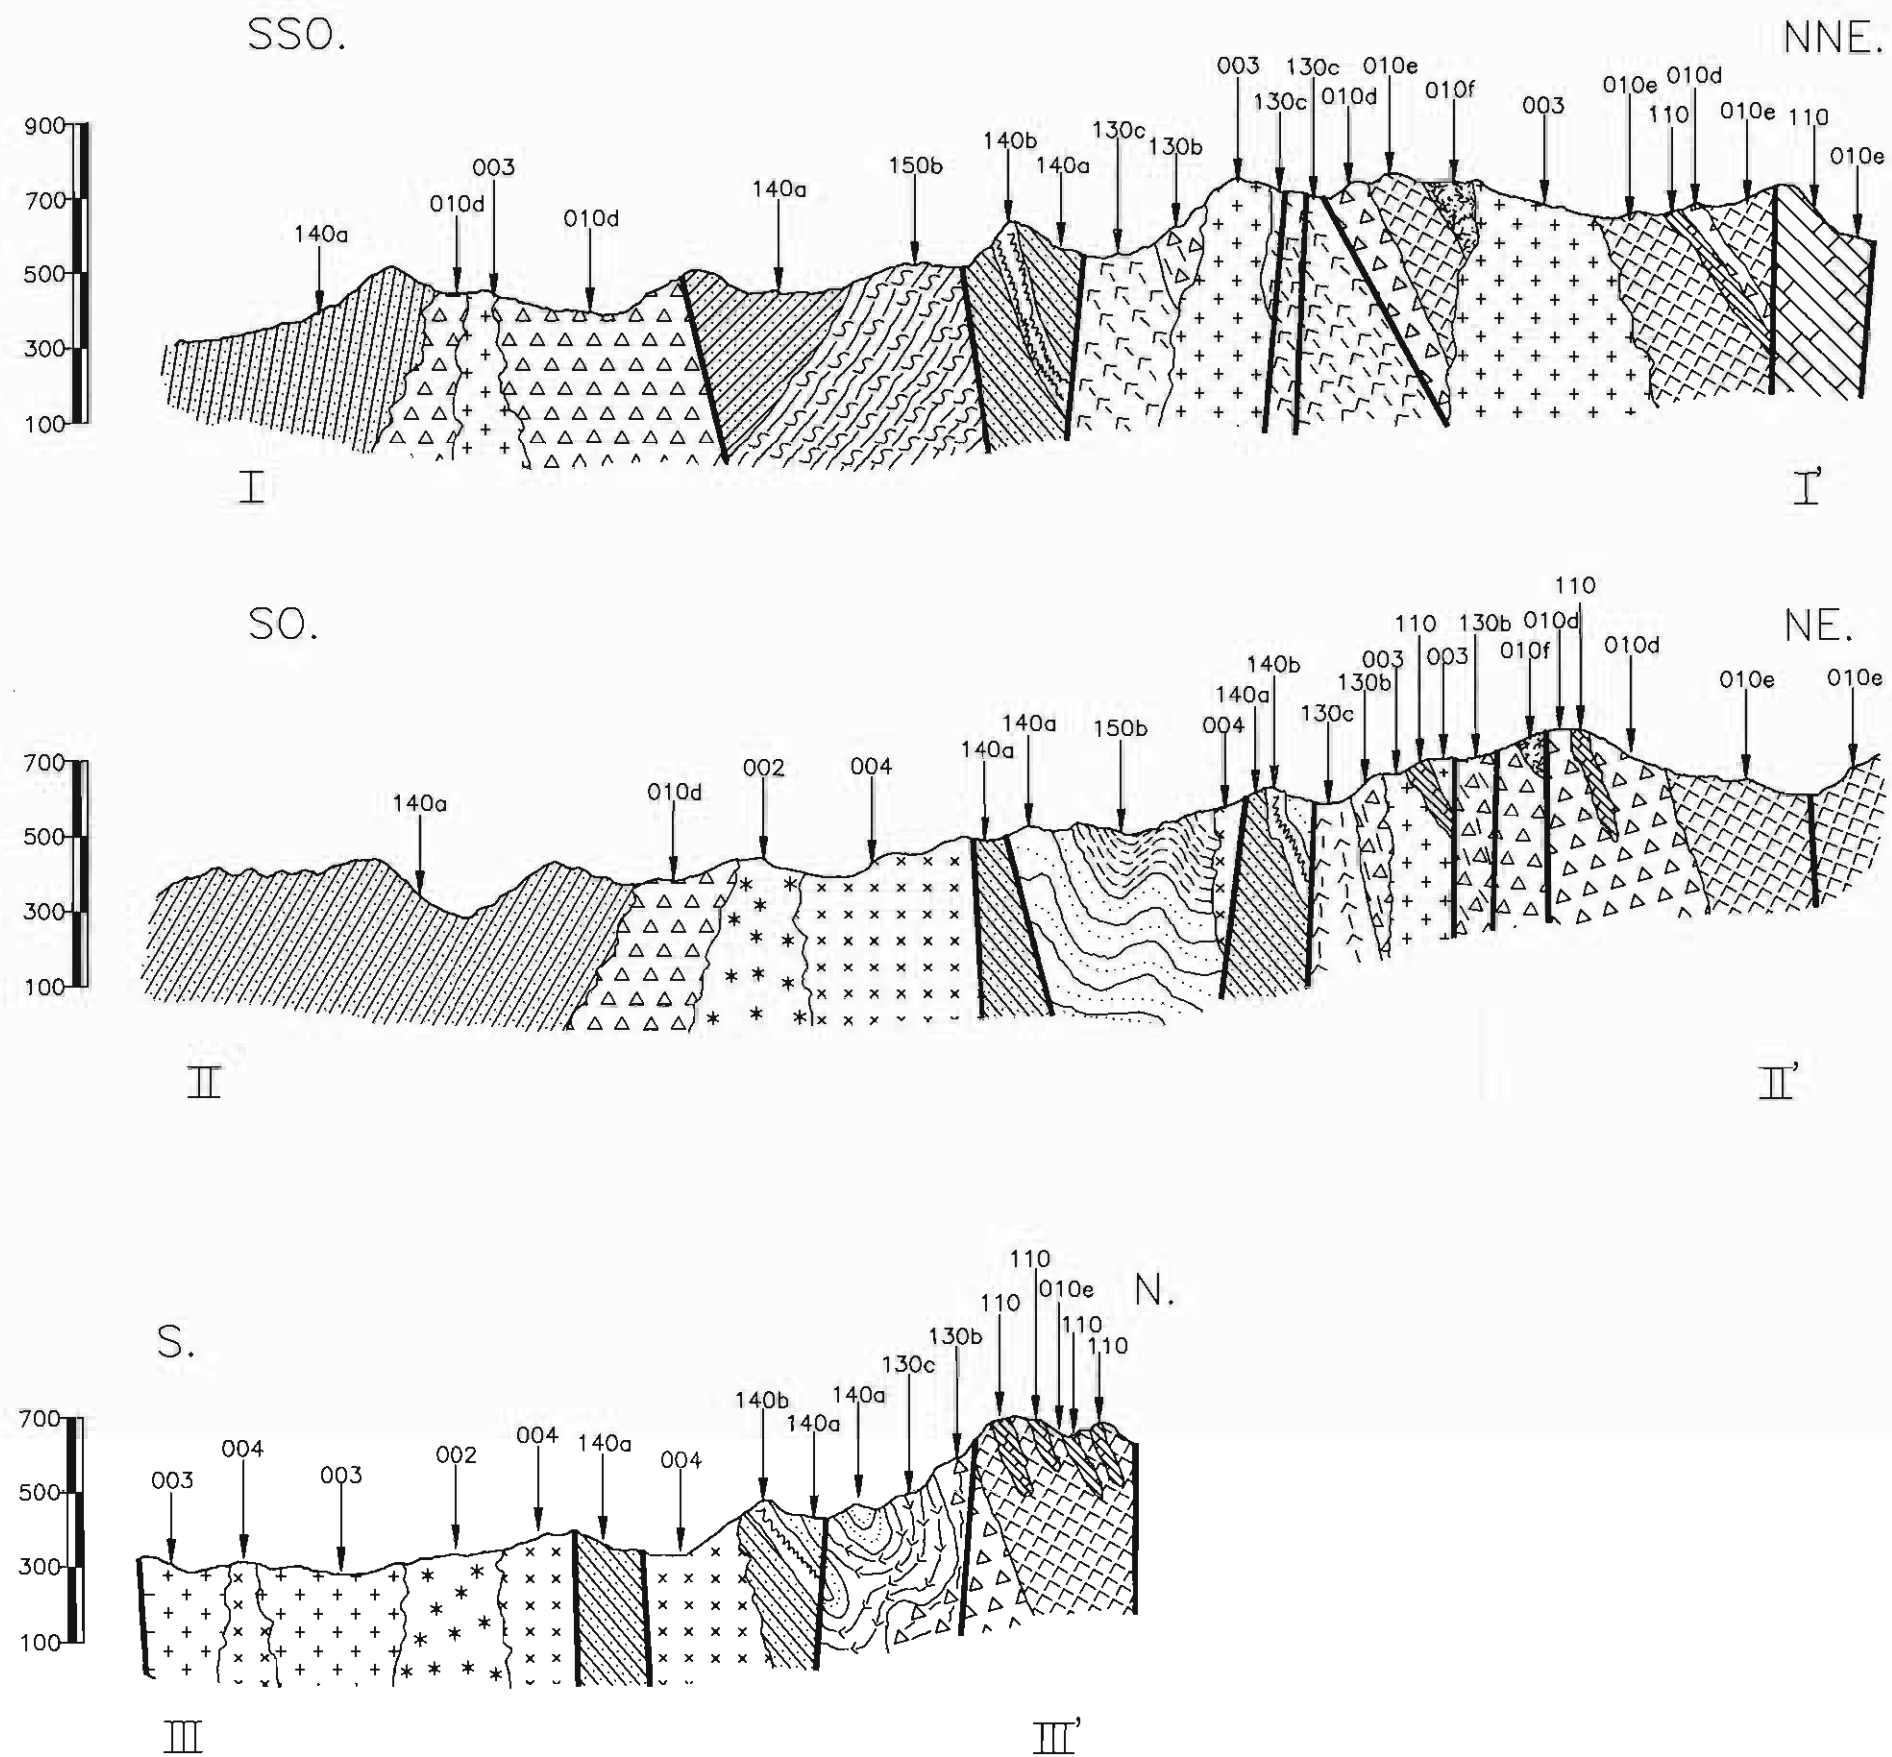 SSO. NNE.
003 130c 010e
130c 010d 010f 003 010e 010d
110 010e 110
900 140b 130c 130b 010e
003 150b 140a
700 010d 010d 140a
140a
500
300
100
I I'
SO. NE.
110
110 130b 010d
003 003 010f 010d
140b 130b 010e 010e
140a 130c
140a 150b 004
700 002 004 140a
140a 010d
500
300
100
II II'
110 N.
010e
110
S. 130b 110
110
130c
140b 140a
700 140a
004 140a
004 002 004
003 003
500
300
100
III III'